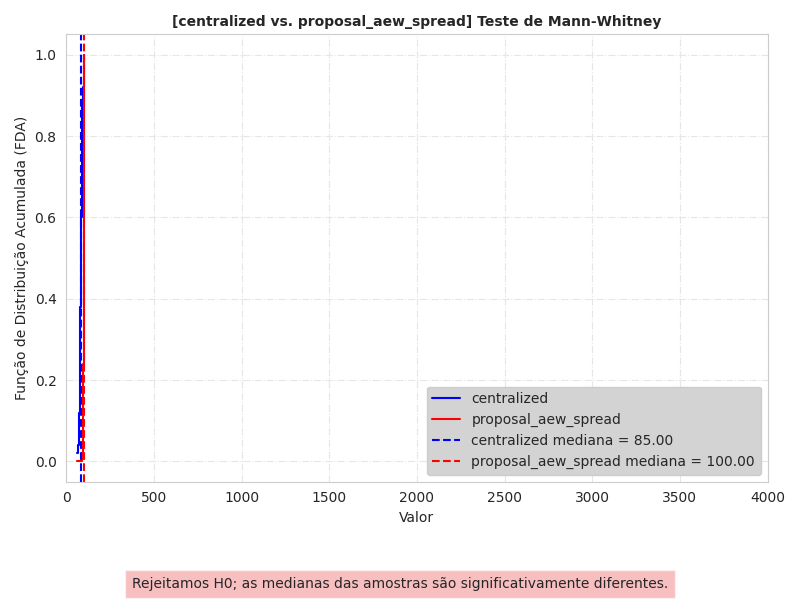 [centralized vs. proposal_aew_spread] Teste de Mann-Whitney
Função de Distribuição Acumulada (FDA)
1.0
0.8
0.6
0.4
0.2
0.0
centralized
proposal_aew_spread
centralized mediana = 85.00
proposal_aew_spread mediana = 100.00
0 500 1000 1500 2000 2500 3000 3500 4000
Valor
Rejeitamos H0; as medianas das amostras são significativamente diferentes.